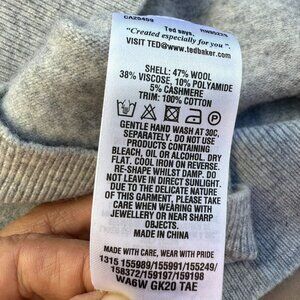 CA25459 Ted says, RN95223
"Created especially for you".
VISIT TED@www.tedbaker.com
SHELL: 47% WOOL
38% VISCOSE, 10% POLYAMIDE
5% CASHMERE
TRIM: 100% COTTON
GENTLE HAND WASH AT 30C,
SEPARATELY. DO NOT USE
PRODUCTS CONTAINING
BLEACH, OIL OR ALCOHOL. DRY
FLAT. COOL IRON ON REVERSE.
RE-SHAPE WHILST DAMP. DO
NOT LEAVE IN DIRECT SUNLIGHT.
DUE TO THE DELICATE NATURE
OF THIS GARMENT, PLEASE TAKE
CARE WHEN WEARING WITH
JEWELLERY OR NEAR SHARP
OBJECTS.
MADE IN CHINA
MADE WITH CARE, WEAR WITH PRIDE
1315 155989/155991/155249/
158372/159197/159198
WA6W GK20 TAE